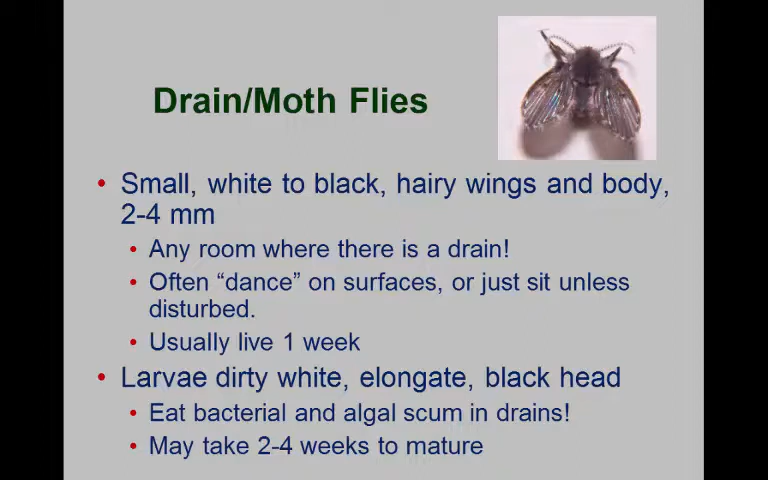 Drain/Moth Flies
• Small, white to black, hairy wings and body,
2-4 mm
• Any room where there is a drain!
• Often “dance” on surfaces, or just sit unless
disturbed.
• Usually live 1 week
• Larvae dirty white, elongate, black head
• Eat bacterial and algal scum in drains!
• May take 2-4 weeks to mature